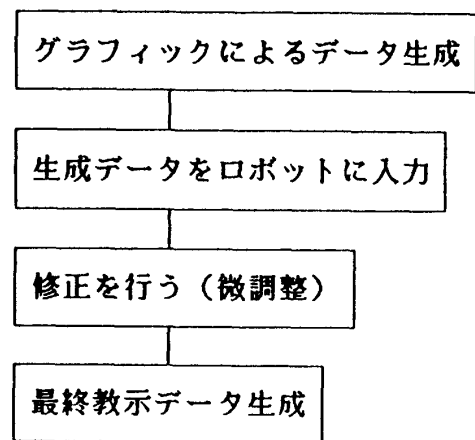 グラフィックによるデータ生成
生成データをロボットに入力
修正を行う（微調整）
最終教示データ生成